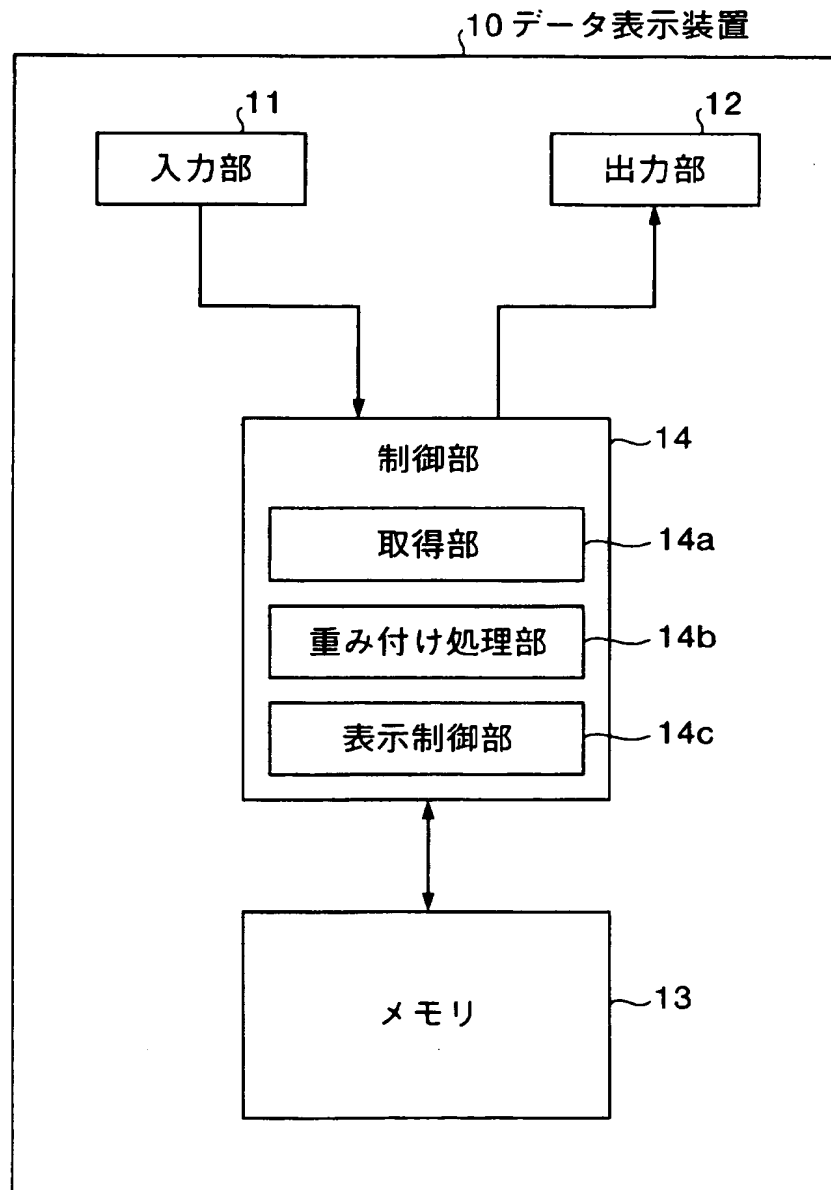 10 データ表示装置
11
入力部
12
出力部
制御部
14
取得部
14a
重み付け処理部
14b
表示制御部
14c
メモリ
13